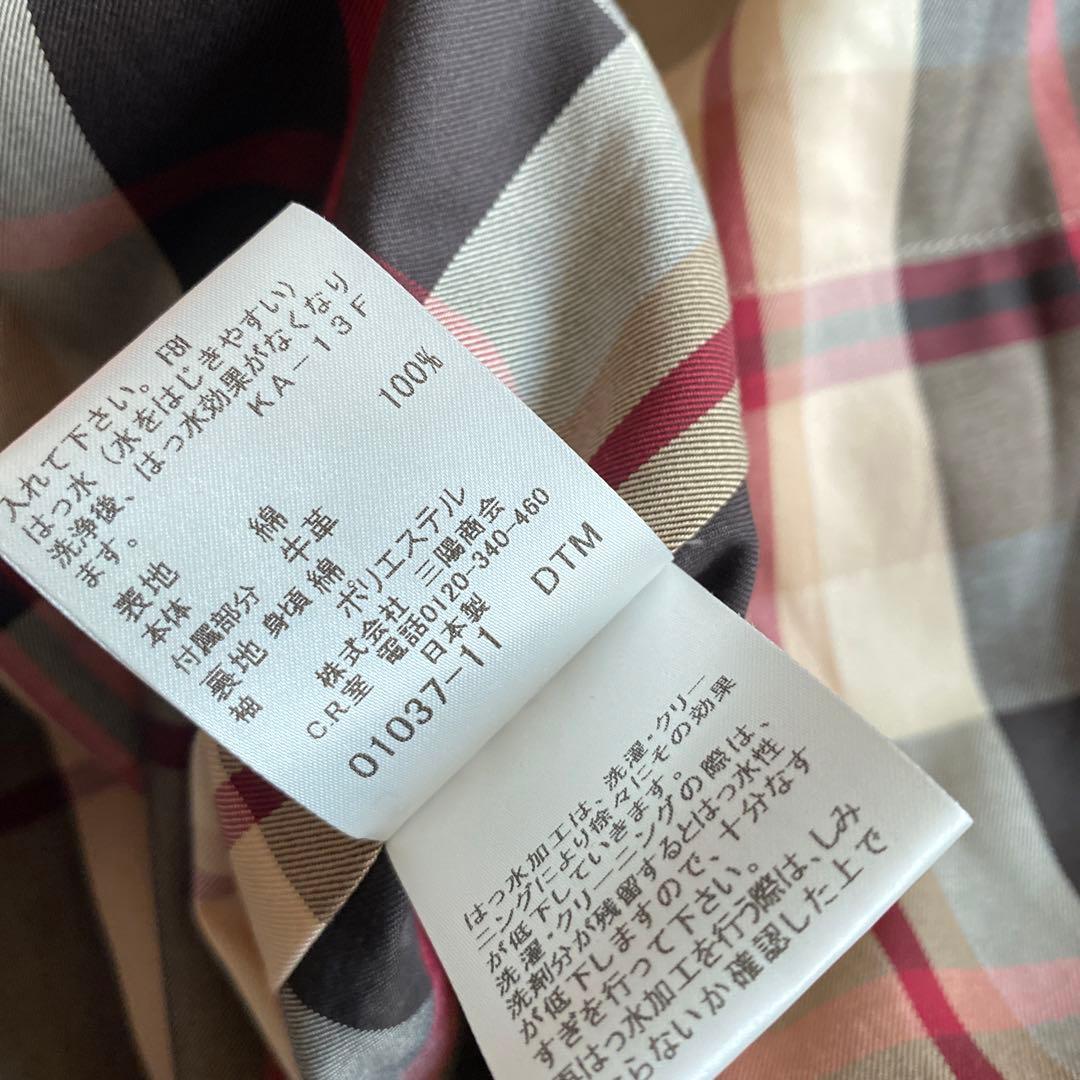 入れて下さい。 F81
はっ水(水をはじきやすい)
洗浄後、はっ水効果がなくなり
ます。 KA-13F
表地
本体 綿 100%
付属部分 牛革
裏地 身頃 綿
袖 ポリエステル
株式会社 三陽商会
C.R室 電話0120-340-460
日本製
01037-11 DTM
はっ水加工は、洗濯・クリー
ニングにより徐々にその効果
が低下していきます。
洗濯・クリーニングの際は、
洗剤分が残留するとはっ水性
が低下しますので、十分なす
すぎを行って下さい。
再はっ水加工を行う際は、しみ
らないか確認した上で